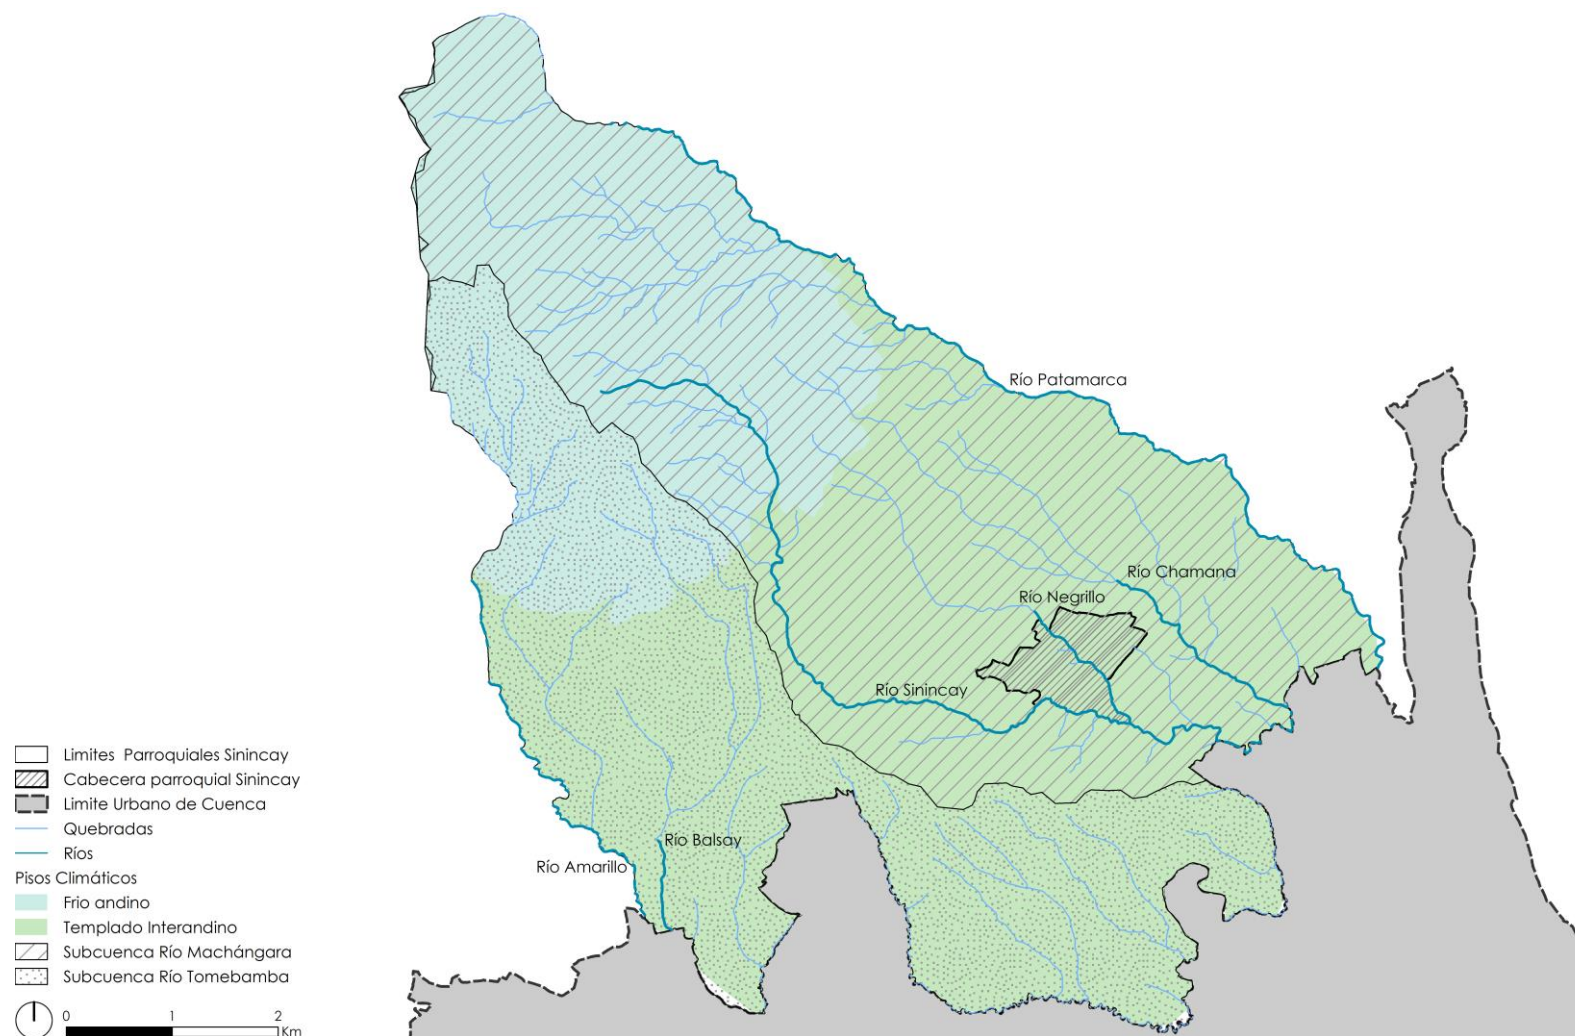 Río Patamarca
Río Chamana
Río Negrillo
Río Sinincay
Río Balsay
Río Amarillo
Limites Parroquiales Sinincay
Cabecera parroquial Sinincay
Limite Urbano de Cuenca
Quebradas
Ríos
Pisos Climáticos
Frio andino
Templado Interandino
Subcuenca Río Machángara
Subcuenca Río Tomebamba
0 1 2
Km